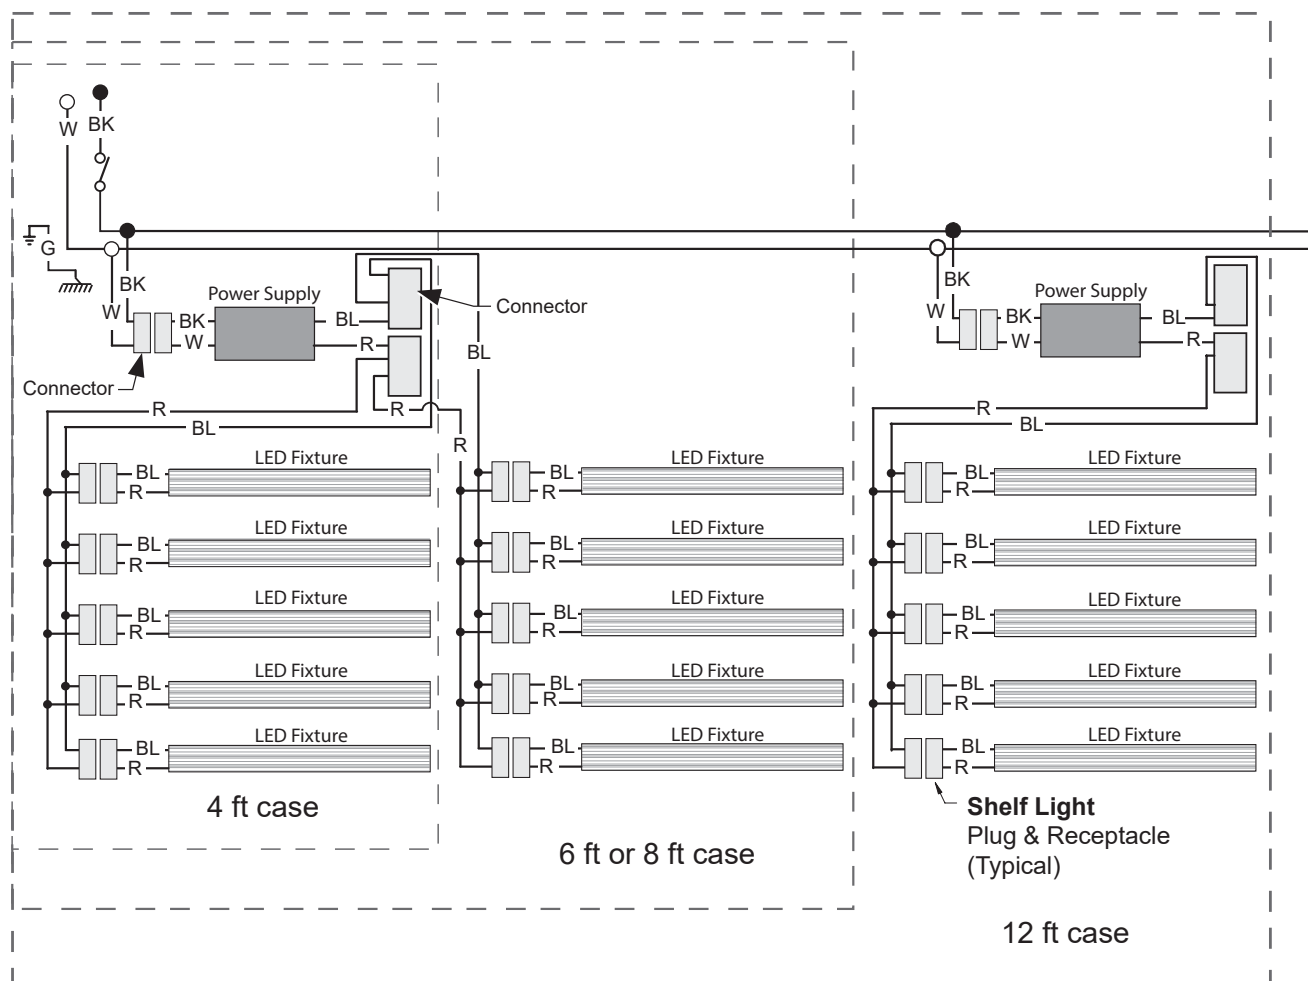 W
BK
G
BK
W
Power Supply
BK
W
BL
R
Connector
Connector
BL
R
BL
R
R
BK
W
Power Supply
BK
W
BL
R
R
BL
LED Fixture
BL
R
LED Fixture
BL
R
LED Fixture
BL
R
LED Fixture
BL
R
LED Fixture
BL
R
4 ft case
LED Fixture
BL
R
LED Fixture
BL
R
LED Fixture
BL
R
LED Fixture
BL
R
LED Fixture
BL
R
6 ft or 8 ft case
LED Fixture
BL
R
LED Fixture
BL
R
LED Fixture
BL
R
LED Fixture
BL
R
LED Fixture
BL
R
Shelf Light
Plug & Receptacle
(Typical)
12 ft case